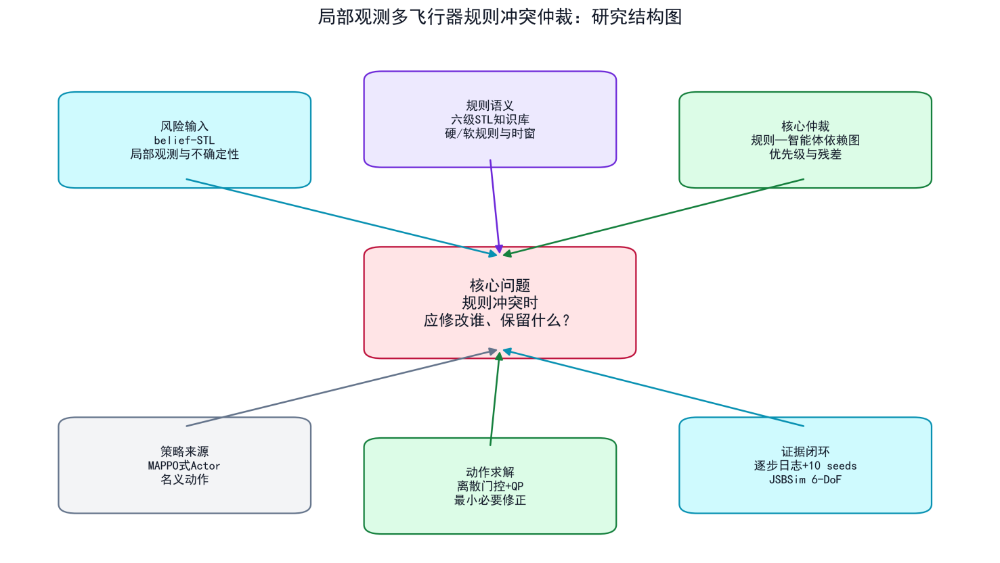 局部观测多飞行器规则冲突仲裁：研究结构图
风险输入
belief-STL
局部观测与不确定性
规则语义
六级STL知识库
硬/软规则与时窗
核心仲裁
规则—智能体依赖图
优先级与残差
核心问题
规则冲突时
应修改谁、保留什么？
策略来源
MAPPO式Actor
名义动作
动作求解
离散门控+QP
最小必要修正
证据闭环
逐步日志+10 seeds
JSBSim 6-DoF